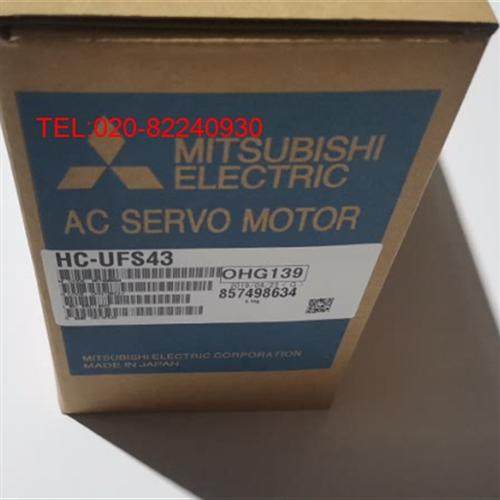 TEL:020-82240930
MITSUBISHI
ELECTRIC
AC SERVO MOTOR
HC-UFS43
OHG139
857498634
MITSUBISHI ELECTRIC CORPORATION
MADE IN JAPAN